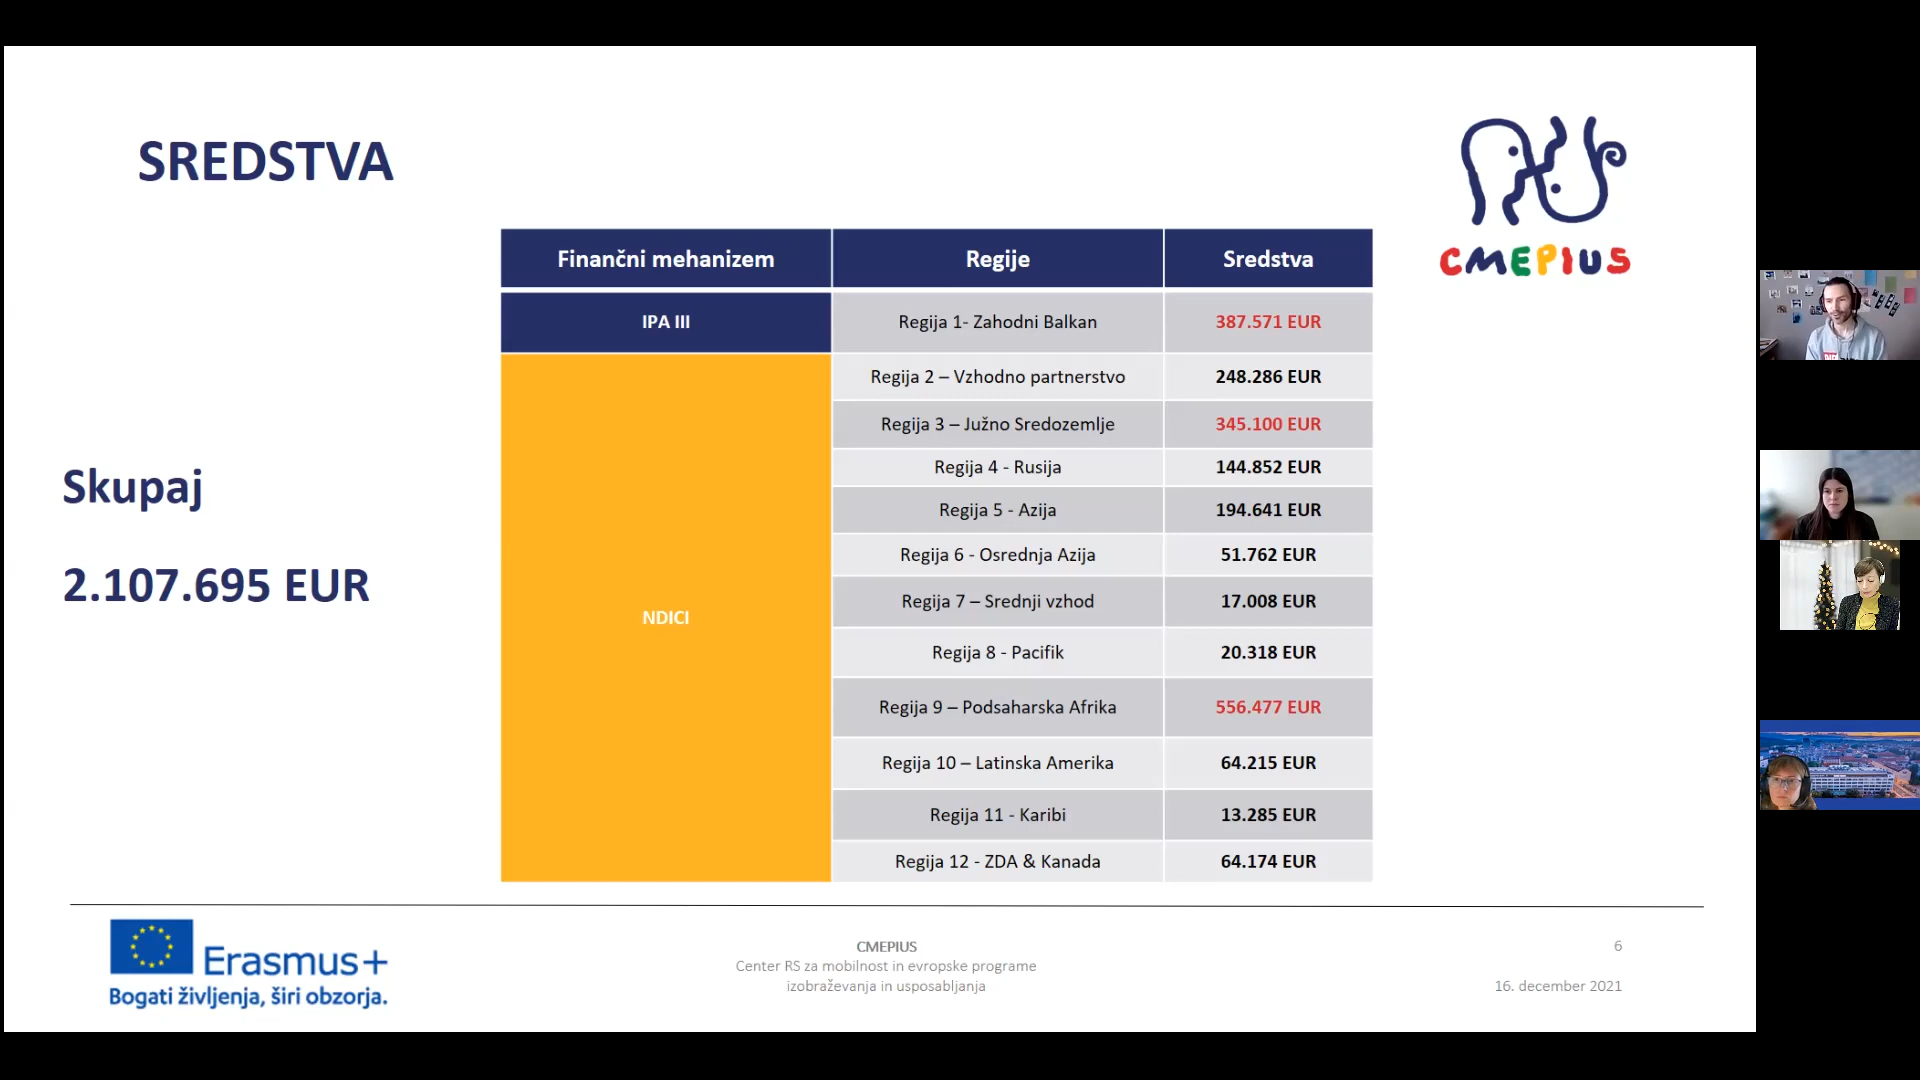 SREDSTVA
CMEPIUS
Finančni mehanizem Regije Sredstva
IPA III Regija 1- Zahodni Balkan 387.571 EUR
Regija 2 – Vzhodno partnerstvo 248.286 EUR
Regija 3 – Južno Sredozemlje 345.100 EUR
Regija 4 - Rusija 144.852 EUR
Regija 5 - Azija 194.641 EUR
Regija 6 - Osrednja Azija 51.762 EUR
Regija 7 – Srednji vzhod 17.008 EUR
NDICI
Regija 8 - Pacifik 20.318 EUR
Regija 9 – Podsaharska Afrika 556.477 EUR
Regija 10 – Latinska Amerika 64.215 EUR
Regija 11 - Karibi 13.285 EUR
Regija 12 - ZDA & Kanada 64.174 EUR
Skupaj
2.107.695 EUR
Erasmus+
Bogati življenja, širi obzorja.
CMEPIUS
Center RS za mobilnost in evropske programe
izobraževanja in usposabljanja
6
16. december 2021